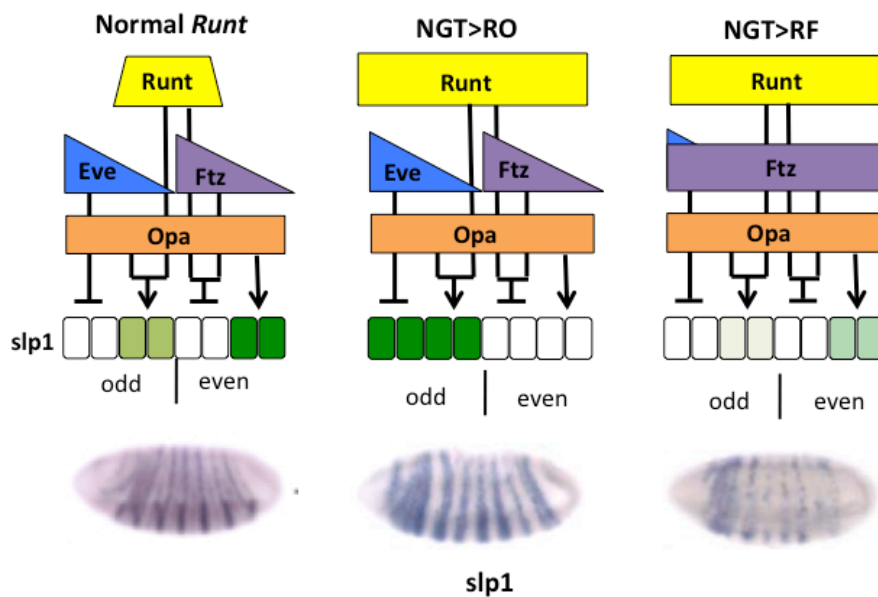 Normal Runt
NGT>RO
NGT>RF
Runt
Runt
Runt
Eve
Ftz
Eve
Ftz
Ftz
Opa
Opa
Opa
slp1
odd
even
odd
even
odd
even
slp1